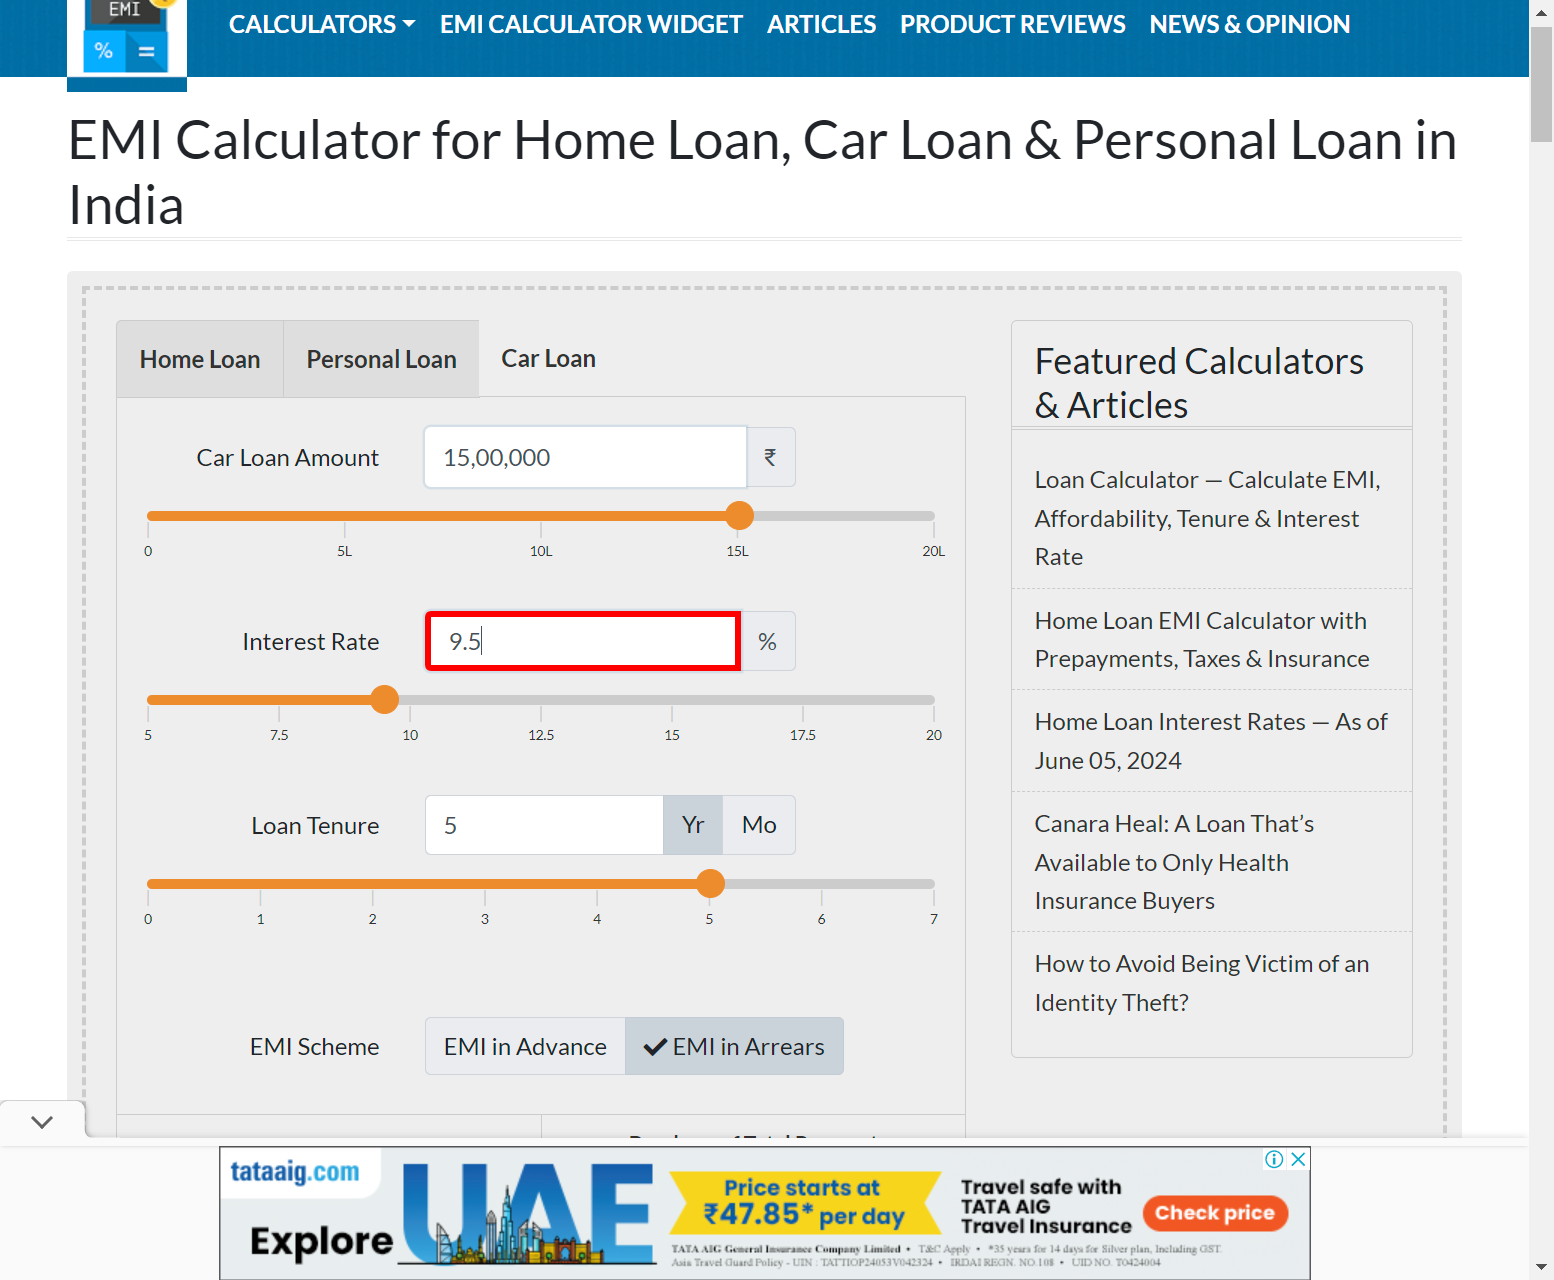 EMI
%
=
CALCULATORS
EMI CALCULATOR WIDGET
ARTICLES
PRODUCT REVIEWS
NEWS & OPINION
EMI Calculator for Home Loan, Car Loan & Personal Loan in
India
Home Loan
Personal Loan
Car Loan
Car Loan Amount
15,00,000
₹
0
5L
10L
15L
20L
Interest Rate
9.5
%
5
7.5
10
12.5
15
17.5
20
Loan Tenure
5
Yr
Mo
0
1
2
3
4
5
6
7
EMI Scheme
EMI in Advance
EMI in Arrears
Featured Calculators
& Articles
Loan Calculator — Calculate EMI,
Affordability, Tenure & Interest
Rate
Home Loan EMI Calculator with
Prepayments, Taxes & Insurance
Home Loan Interest Rates — As of
June 05, 2024
Canara Heal: A Loan That's
Available to Only Health
Insurance Buyers
How to Avoid Being Victim of an
Identity Theft?
tataaig.com
Explore
UAE
Price starts at
₹47.85* per day
Travel safe with
TATA AIG
Travel Insurance
Check price
TATA AIG General Insurance Company Limited • T&C Apply • *35 years for 14 days for Silver plan, Including GST.
Asia Travel Guard Policy - UIN : TATTIOP24053V042324 • IRDAI REGN. NO.108 • UID NO. T0424004